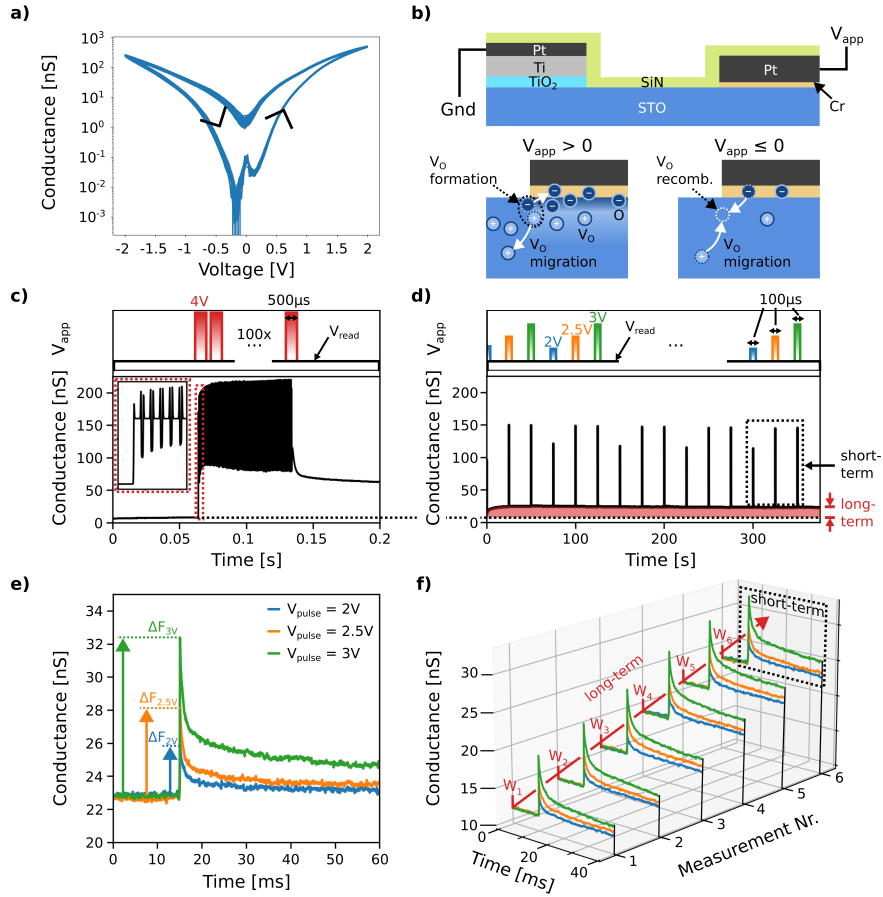 a)
Conductance [nS]
10³
10²
10¹
10⁰
10⁻¹
10⁻²
10⁻³
-2
-1.5
-1
-0.5
0
0.5
1
1.5
2
Voltage [V]
b)
Pt
Ti
TiO₂
SiN
STO
Pt
Cr
Gnd
V_app
V_app > 0
V_O
formation
V_O
migration
V_O
O
V_app ≤ 0
V_O
recomb.
V_O
migration
c)
V_app
4V
500µs
100x
...
V_read
Conductance [nS]
200
150
100
50
0
0
0.05
0.1
0.15
0.2
Time [s]
d)
V_app
2V
2.5V
3V
V_read
...
100µs
Conductance [nS]
200
150
100
50
0
0
100
200
300
Time [s]
short-
term
long-
term
e)
Conductance [nS]
34
32
30
28
26
24
22
20
0
10
20
30
40
50
60
Time [ms]
ΔF_3V
ΔF_2.5V
ΔF_2V
V_pulse = 2V
V_pulse = 2.5V
V_pulse = 3V
f)
Conductance [nS]
30
25
20
15
10
0
20
40
Time [ms]
1
2
3
4
5
6
Measurement Nr.
W₁
W₂
W₃
W₄
W₅
W₆
long-term
short-term